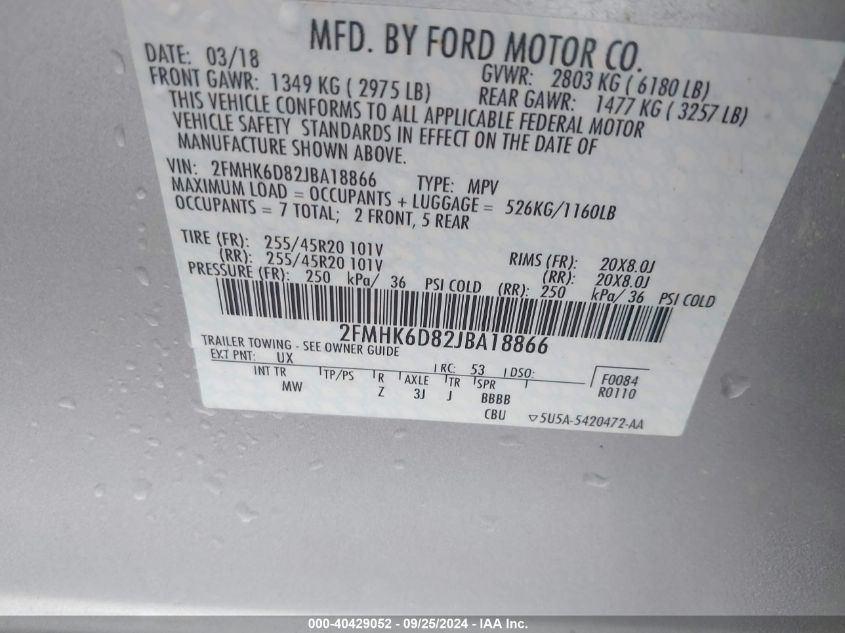 MFD. BY FORD MOTOR CO.
DATE: 03/18 GVWR: 2803 KG ( 6180 LB)
FRONT GAWR: 1349 KG ( 2975 LB) REAR GAWR: 1477 KG ( 3257 LB)
THIS VEHICLE CONFORMS TO ALL APPLICABLE FEDERAL MOTOR
VEHICLE SAFETY STANDARDS IN EFFECT ON THE DATE OF
MANUFACTURE SHOWN ABOVE.
VIN: 2FMHK6D82JBA18866 TYPE: MPV
MAXIMUM LOAD = OCCUPANTS + LUGGAGE = 526KG/1160LB
OCCUPANTS = 7 TOTAL; 2 FRONT, 5 REAR
TIRE (FR): 255/45R20 101V RIMS (FR): 20X8.0J
(RR): 255/45R20 101V (RR): 20X8.0J
PRESSURE (FR): 250 kPa/ 36 PSI COLD (RR): 250 kPa/ 36 PSI COLD
2FMHK6D82JBA18866
TRAILER TOWING - SEE OWNER GUIDE
EXT PNT: UX RC: 53 DSO: F0084
INT TR TP/PS R AXLE TR SPR R0110
MW Z 3J J BBBB
CBU ▽5U5A-5420472-AA
000-40429052 - 09/25/2024 - IAA Inc.